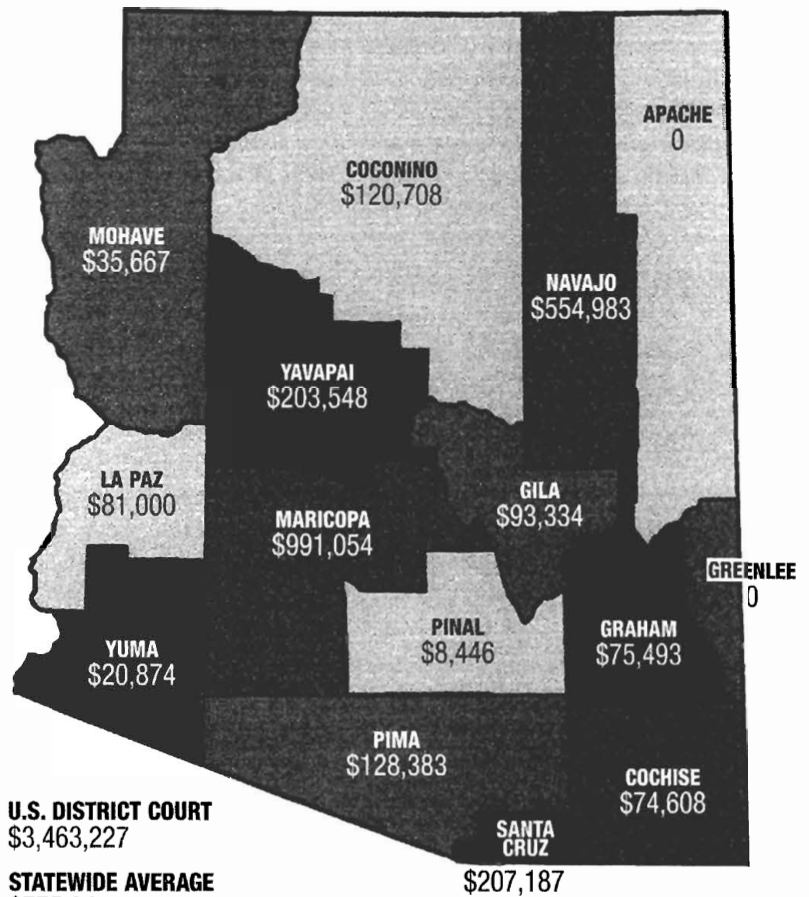 APACHE
0
COCONINO
$120,708
MOHAVE
$35,667
NAVAJO
$554,983
YAVAPAI
$203,548
LA PAZ
$81,000
GILA
$93,334
MARICOPA
$991,054
GREENLEE
0
PINAL
$8,446
GRAHAM
$75,493
YUMA
$20,874
PIMA
$128,383
COCHISE
$74,608
U.S. DISTRICT COURT
$3,463,227
SANTA
CRUZ
$207,187
STATEWIDE AVERAGE